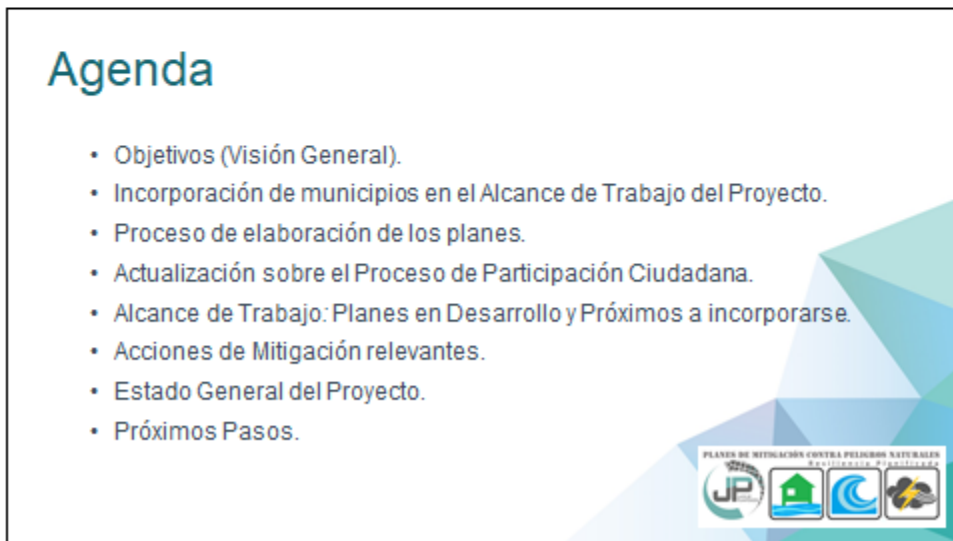 Agenda
• Objetivos (Visión General).
• Incorporación de municipios en el Alcance de Trabajo del Proyecto.
• Proceso de elaboración de los planes.
• Actualización sobre el Proceso de Participación Ciudadana.
• Alcance de Trabajo: Planes en Desarrollo y Próximos a incorporarse.
• Acciones de Mitigación relevantes.
• Estado General del Proyecto.
• Próximos Pasos.
PLANES DE MITIGACIÓN CONTRA PELIGROS NATURALES
Resiliencia Planificada
JP